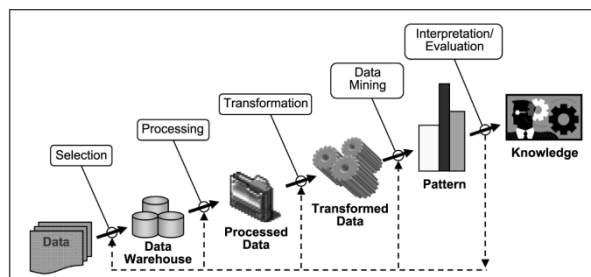 Interpretation/
Evaluation
Data
Mining
Transformation
Processing
Selection
Knowledge
Pattern
Transformed
Data
Processed Data
Data
Warehouse
Data